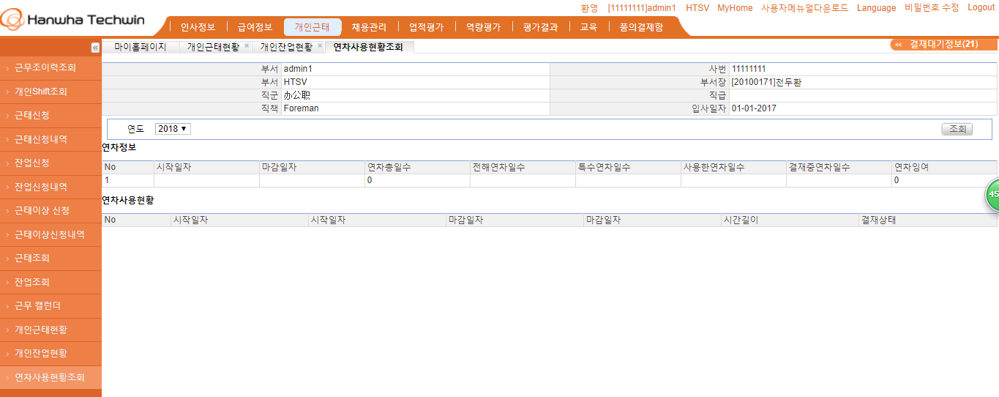 환영 [11111111]admin1 HTSV MyHome 사용자메뉴얼다운로드 Language 비밀번호 수정 Logout
Hanwha Techwin
인사정보 급여정보 개인근태 채용관리 업적평가 역량평가 평가결과 교육 품의결재함
마이홈페이지 개인근태현황 개인잔업현황 연차사용현황조회 결재대기정보(21)
근무조이력조회
개인Shift조회
근태신청
근태신청내역
잔업신청
잔업신청내역
근태이상 신청
근태이상신청내역
근태조회
잔업조회
근무 캘런더
개인근태현황
개인잔업현황
연차사용현황조회
부서 admin1 사번 11111111
부서 HTSV 부서장 [20100171]천두환
직군 办公职 직급
직책 Foreman 입사일자 01-01-2017
연도 2018 조회
연차정보
No 시작일자 마감일자 연차총일수 전해연차일수 특수연차일수 사용한연차일수 결재중연차일수 연차잉여
1 0 0
연차사용현황
No 시작일자 시작일자 마감일자 마감일자 시간길이 결재상태
45